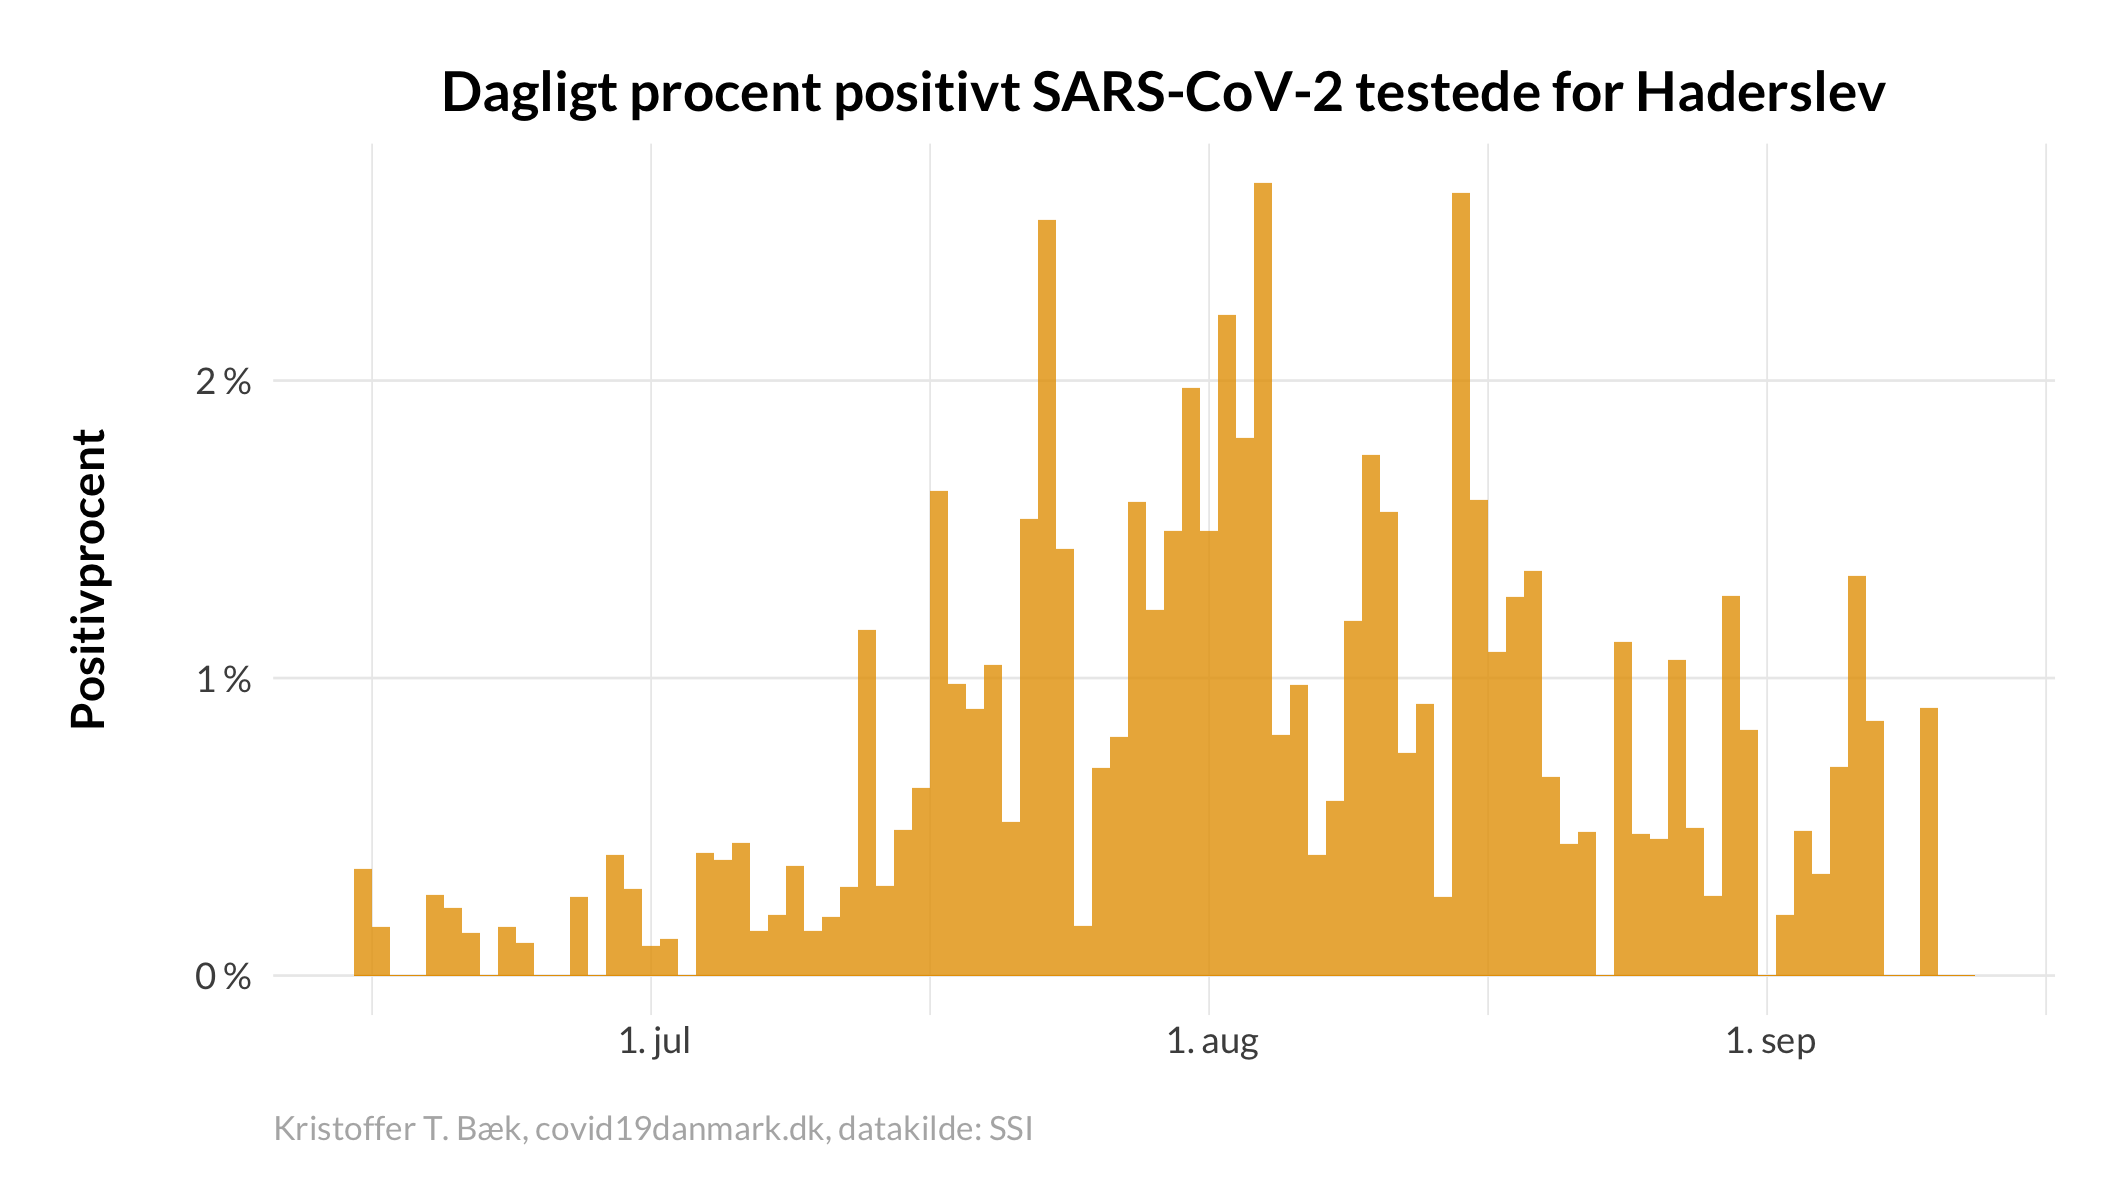 Dagligt procent positivt SARS-CoV-2 testede for Haderslev
Positivprocent
2 %
1 %
0 %
1. jul
1. aug
1. sep
Kristoffer T. Bæk, covid19danmark.dk, datakilde: SSI